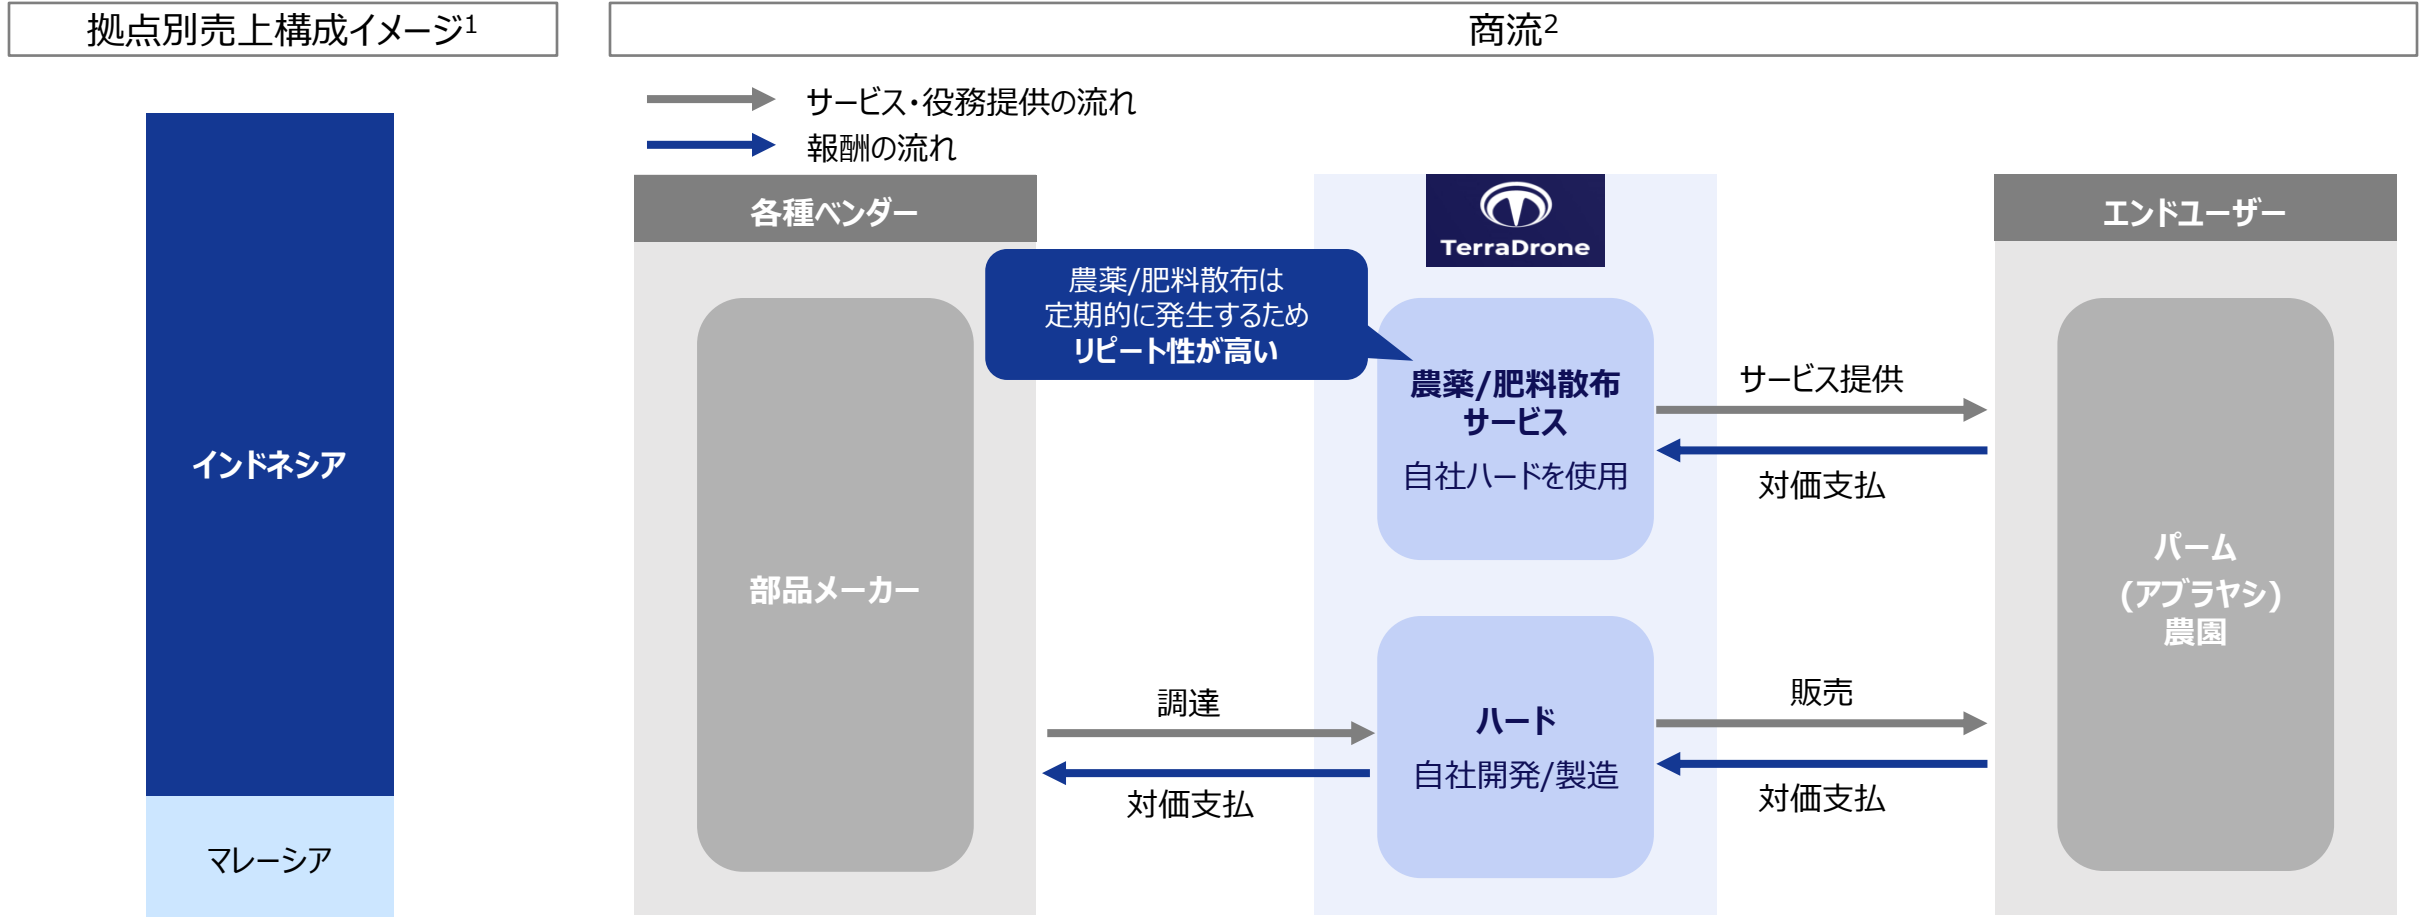 拠点別売上構成イメージ1
商流2
サービス・役務提供の流れ
報酬の流れ
インドネシア
マレーシア
各種ベンダー
部品メーカー
農薬/肥料散布は
定期的に発生するため
リピート性が高い
TerraDrone
農薬/肥料散布
サービス
自社ハードを使用
ハード
自社開発/製造
調達
対価支払
サービス提供
対価支払
販売
対価支払
エンドユーザー
パーム
(アブラヤシ)
農園